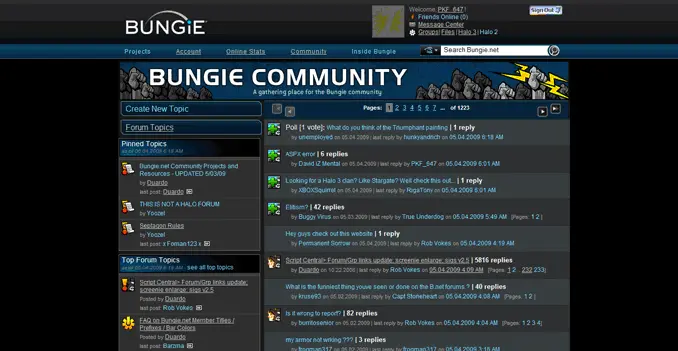 BUNGiE
Welcome, PKF_647!
Sign Out
Friends Online (0)
Message Center
Groups | Files | Halo 3 | Halo 2
Projects Account Online Stats Community Inside Bungie
Search Bungie.net
BUNGiE COMMUNITY
A gathering place for the Bungie community
Create New Topic
Forum Topics
Pinned Topics
as of 05.04.2009 6:18 AM
Bungie.net Community Projects and
Resources - UPDATED 5/03/09
by Duardo
last post: Duardo
THIS IS NOT A HALO FORUM
by Yoozel
Septagon Rules
by Yoozel
last post: x Foman123 x
Top Forum Topics
see all top topics
Script Central> Forum/Grp links
update; screenie enlarge; sigs v2.5
Posted by Duardo
last post: Rob Vokes
FAQ on Bungie.net Member Titles /
Prefixes / Bar Colors
Posted by Duardo
last post: Barzma
Pages: 1 2 3 4 5 6 7 ... of 1223
Poll [1 vote]: What do you think of the Triumphant painting | 1 reply
by unemployed on 05.04.2009 | last reply by hunkyandrich 05.04.2009 6:18 AM
ASPX error | 6 replies
by David IZ Mental on 05.04.2009 | last reply by PKF_647 on 05.04.2009 6:01 AM
Looking for a Halo 3 clan? Like Stargate? Well check this out... | 1 reply
by XBOXSquirrel on 05.04.2009 | last reply by RigaTony on 05.04.2009 6:01 AM
Elitism? | 42 replies
by Buggy Virus on 05.03.2009 | last reply by True Underdog on 05.04.2009 5:49 AM [Pages: 1 2 ]
Hey guys check out this website | 1 reply
by Permanent Sorrow on 05.04.2009 | last reply by Rob Vokes on 05.04.2009 4:19 AM
Script Central> Forum/Grp links update; screenie enlarge; sigs v2.5 | 5816 replies
by Duardo on 10.22.2008 | last reply by Rob Vokes on 05.04.2009 4:09 AM [Pages: 1 2 .. 232 233]
What is the funniest thing youve seen or done on the B.net forums ? | 40 replies
by kruse93 on 05.02.2009 | last reply by Capt Stoneheart on 05.04.2009 4:08 AM [Pages: 1 2 ]
Is it wrong to report? | 82 replies
by burritosenior on 05.04.2009 | last reply by Rob Vokes on 05.04.2009 4:04 AM [Pages: 1 2 3 4]
my armor not wrking ??? | 3 replies
by frogman317 on 05.04.2009 | last reply by Rob Vokes on 05.04.2009 3:18 AM